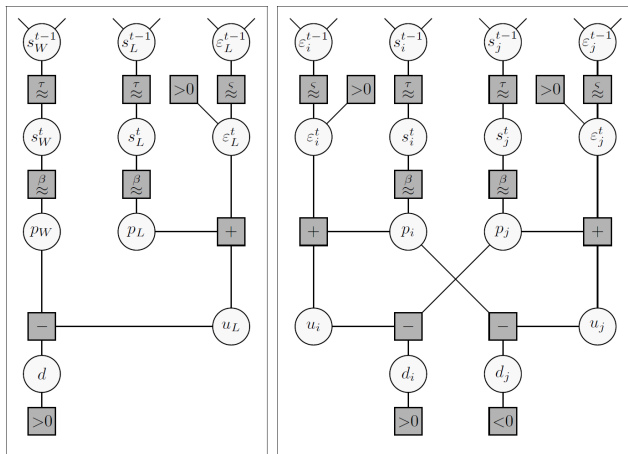 s_W^{t-1} s_L^{t-1} ε_L^{t-1}
τ≈ τ≈ >0 ς≈
s_W^t s_L^t ε_L^t
β≈ β≈
p_W p_L +
− u_L
d
>0
ε_i^{t-1} s_i^{t-1} s_j^{t-1} ε_j^{t-1}
ς≈ >0 τ≈ τ≈ >0 ς≈
ε_i^t s_i^t s_j^t ε_j^t
β≈ β≈
+ p_i p_j +
u_i − − u_j
d_i d_j
>0 <0